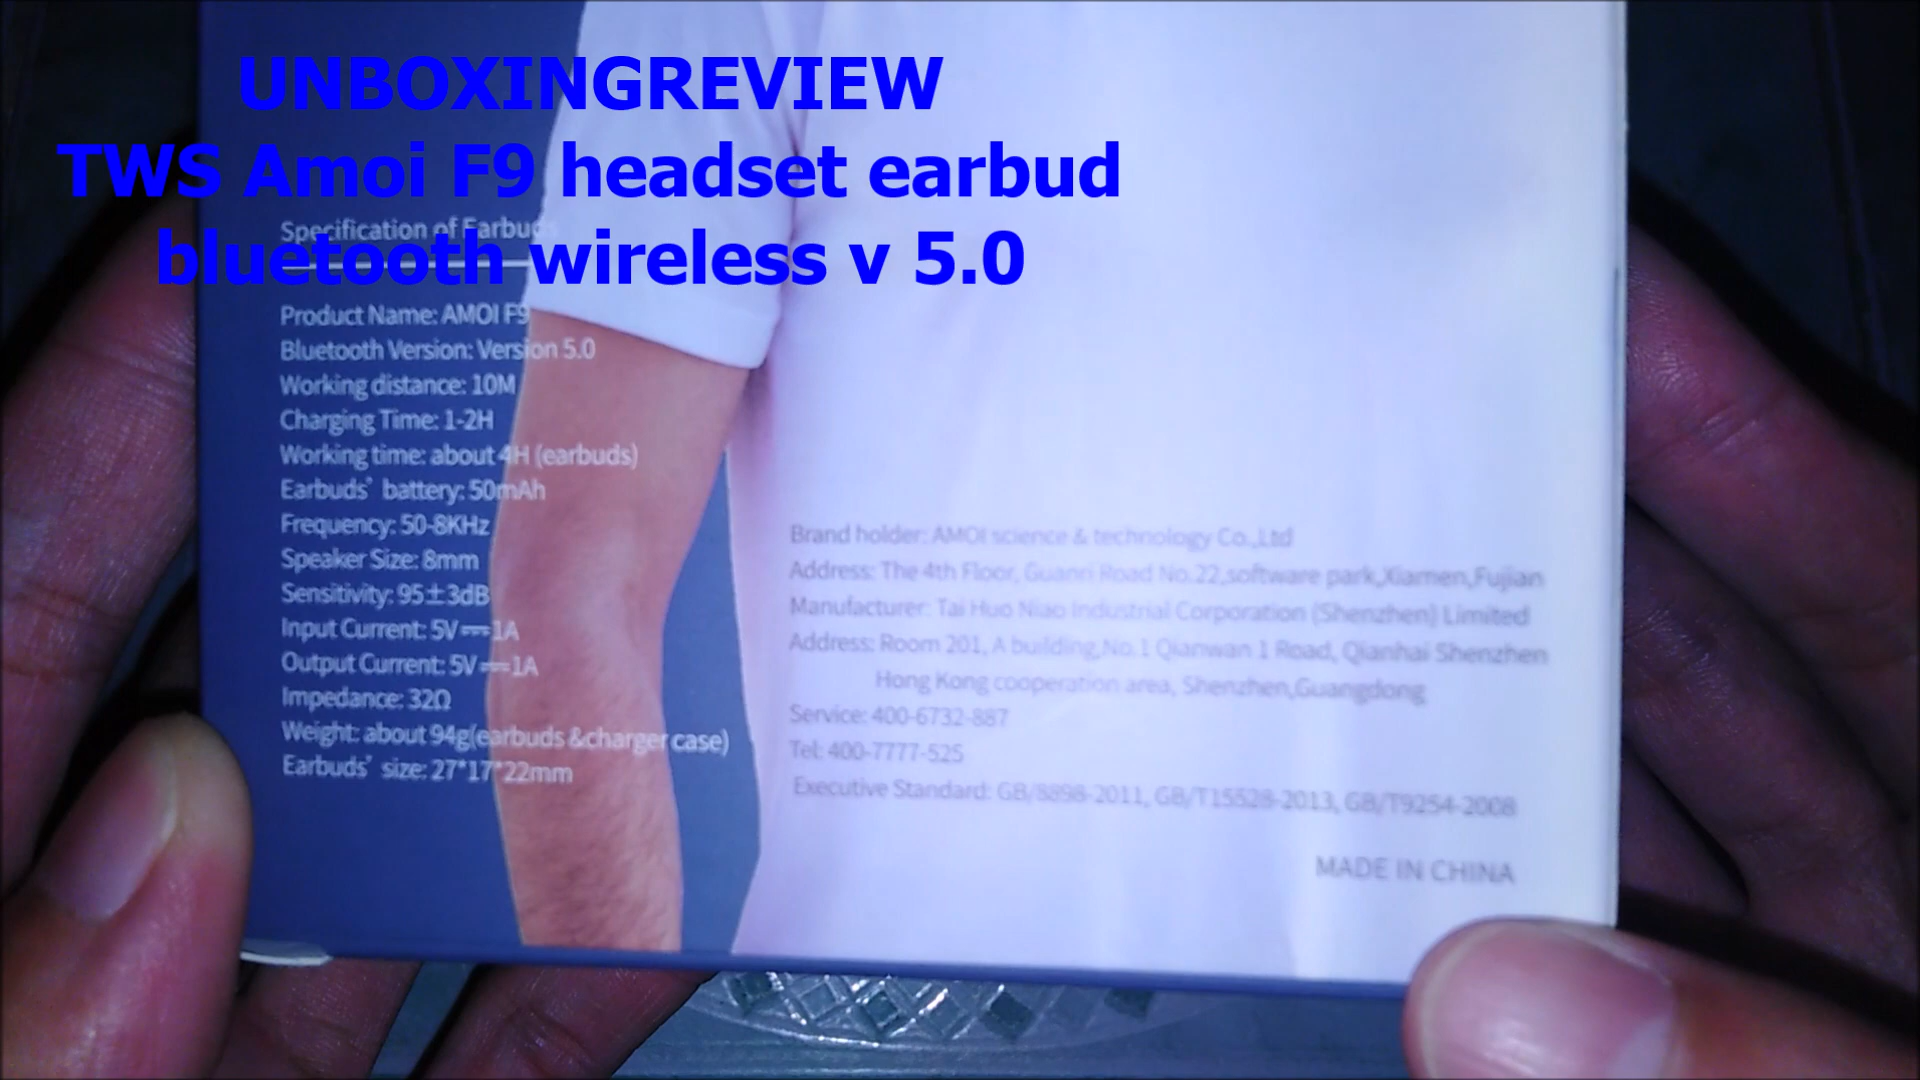 UNBOXINGREVIEW
TWS Amoi F9 headset earbud
bluetooth wireless v 5.0
Specification of Earbuds
Product Name: AMOI F9
Bluetooth Version: Version 5.0
Working distance: 10M
Charging Time: 1-2H
Working time: about 4H (earbuds)
Earbuds' battery: 50mAh
Frequency: 50-8KHz
Speaker Size: 8mm
Sensitivity: 95±3dB
Input Current: 5V⎓1A
Output Current: 5V⎓1A
Impedance: 32Ω
Weight: about 94g(earbuds &charger case)
Earbuds' size: 27*17*22mm
Brand holder: AMOI science & technology Co.,Ltd
Address: The 4th Floor, Guanri Road No.22,software park,Xiamen,Fujian
Manufacturer: Tai Huo Niao Industrial Corporation (Shenzhen) Limited
Address: Room 201, A building,No.1 Qianwan 1 Road, Qianhai Shenzhen
Hong Kong cooperation area, Shenzhen,Guangdong
Service: 400-6732-887
Tel: 400-7777-525
Executive Standard: GB/8898-2011, GB/T15528-2013, GB/T9254-2008
MADE IN CHINA